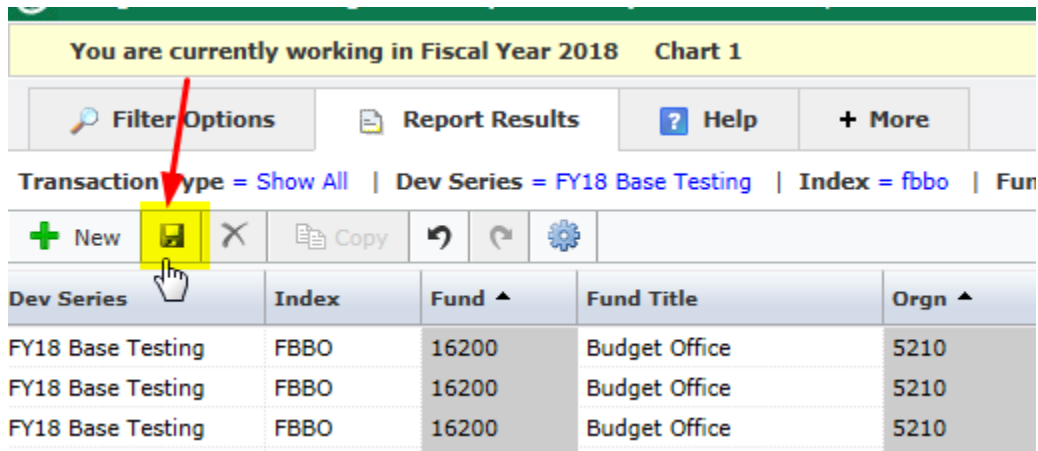 You are currently working in Fiscal Year 2018 Chart 1
Filter Options Report Results ? Help + More
Transaction Type = Show All | Dev Series = FY18 Base Testing | Index = fbbo | Fun
New Copy
Dev Series Index Fund ▲ Fund Title Orgn ▲
FY18 Base Testing FBBO 16200 Budget Office 5210
FY18 Base Testing FBBO 16200 Budget Office 5210
FY18 Base Testing FBBO 16200 Budget Office 5210